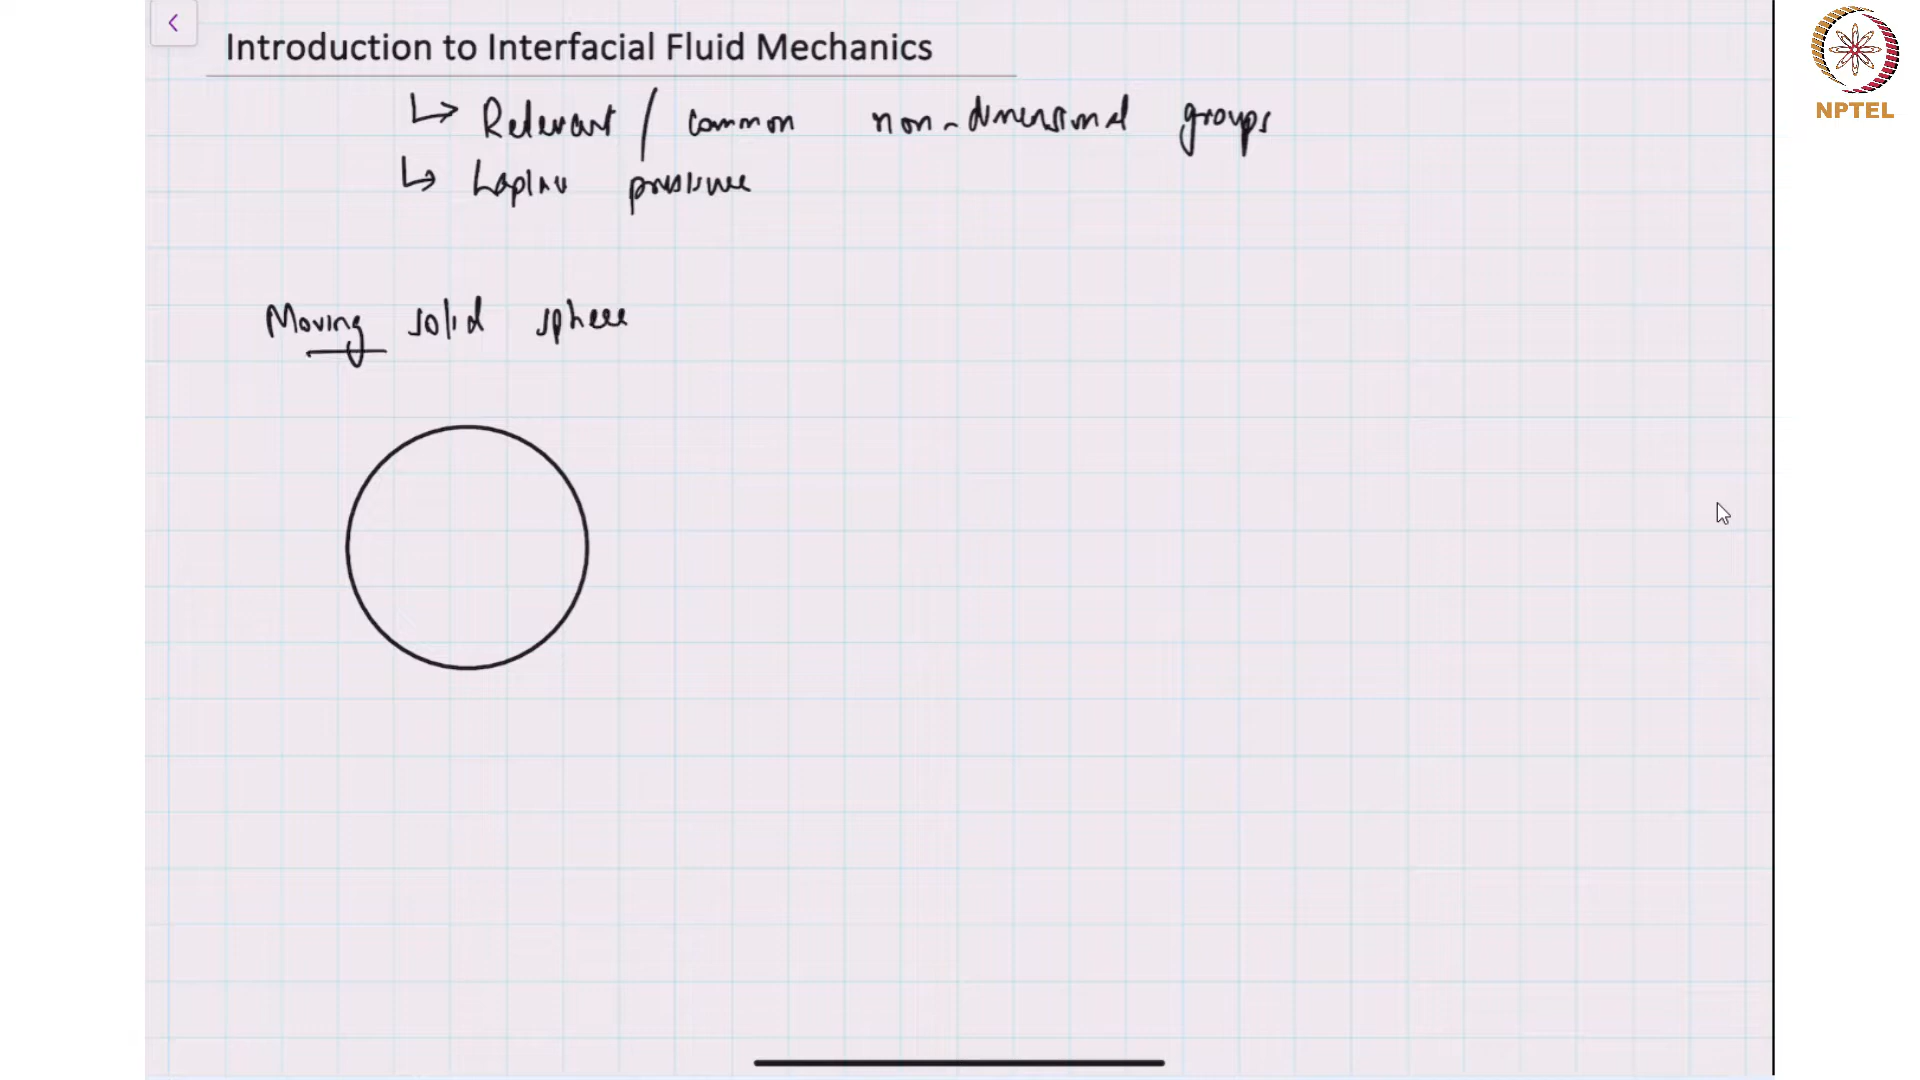 Introduction to Interfacial Fluid Mechanics
NPTEL
↳ Relevant / common non-dimensional groups
↳ Laplace pressure
Moving solid sphere